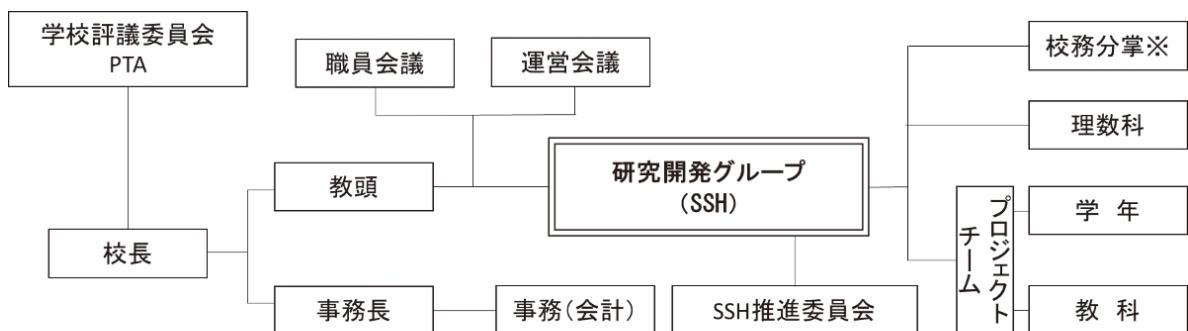 学校評議委員会
PTA
職員会議
運営会議
校務分掌※
理数科
研究開発グループ
（SSH）
教頭
校長
プロジェクト
チーム
学 年
事務長
事務（会計）
SSH推進委員会
教 科